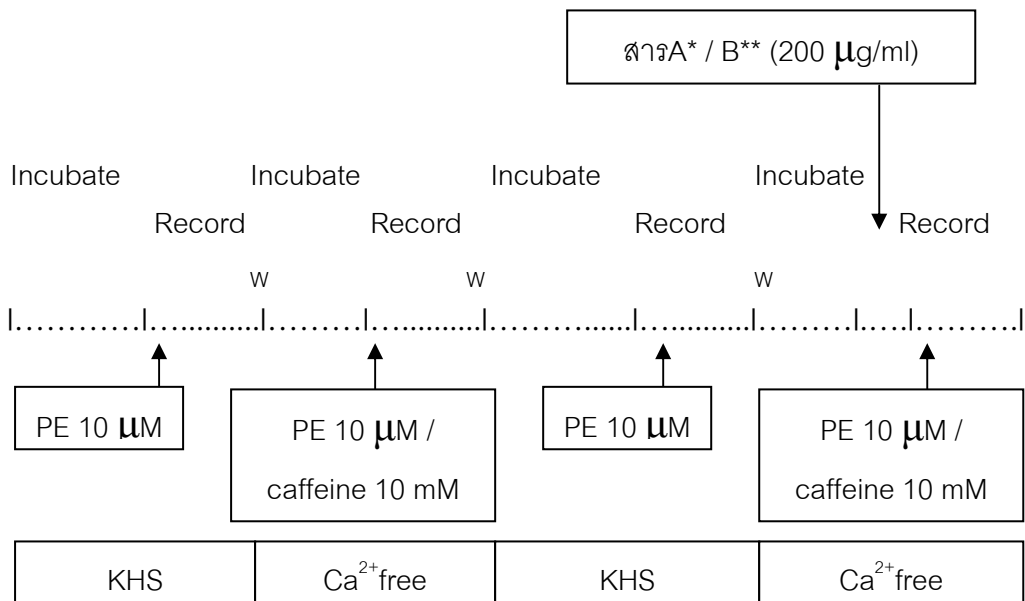 สารA* / B** (200 μg/ml)
Incubate Incubate Incubate Incubate
Record Record Record Record
W W W
PE 10 μM
PE 10 μM /
caffeine 10 mM
PE 10 μM
PE 10 μM /
caffeine 10 mM
KHS Ca²⁺free KHS Ca²⁺free